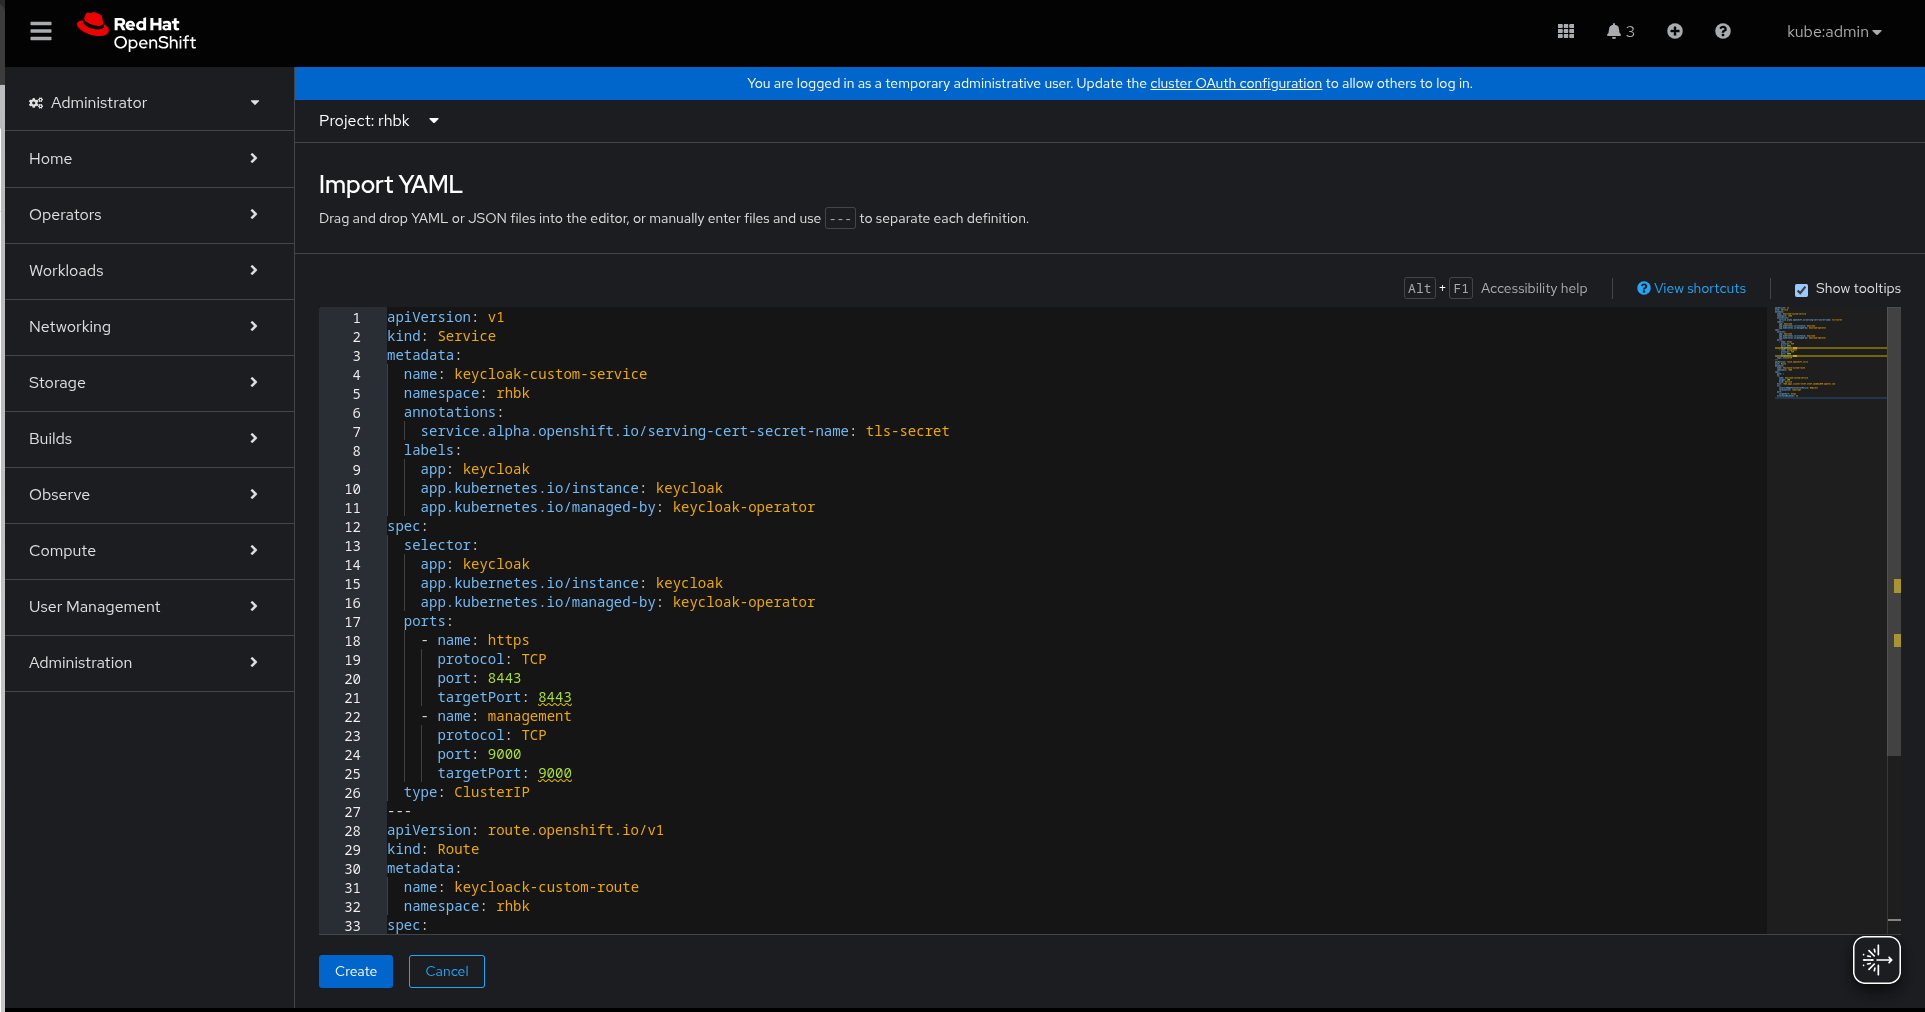 Red Hat
OpenShift
3
kube:admin
Administrator
Home
Operators
Workloads
Networking
Storage
Builds
Observe
Compute
User Management
Administration
You are logged in as a temporary administrative user. Update the cluster OAuth configuration to allow others to log in.
Project: rhbk
Import YAML
Drag and drop YAML or JSON files into the editor, or manually enter files and use --- to separate each definition.
Alt + F1 Accessibility help View shortcuts Show tooltips
1 apiVersion: v1
2 kind: Service
3 metadata:
4 name: keycloak-custom-service
5 namespace: rhbk
6 annotations:
7 service.alpha.openshift.io/serving-cert-secret-name: tls-secret
8 labels:
9 app: keycloak
10 app.kubernetes.io/instance: keycloak
11 app.kubernetes.io/managed-by: keycloak-operator
12 spec:
13 selector:
14 app: keycloak
15 app.kubernetes.io/instance: keycloak
16 app.kubernetes.io/managed-by: keycloak-operator
17 ports:
18 - name: https
19 protocol: TCP
20 port: 8443
21 targetPort: 8443
22 - name: management
23 protocol: TCP
24 port: 9000
25 targetPort: 9000
26 type: ClusterIP
27 ---
28 apiVersion: route.openshift.io/v1
29 kind: Route
30 metadata:
31 name: keycloack-custom-route
32 namespace: rhbk
33 spec:
Create
Cancel